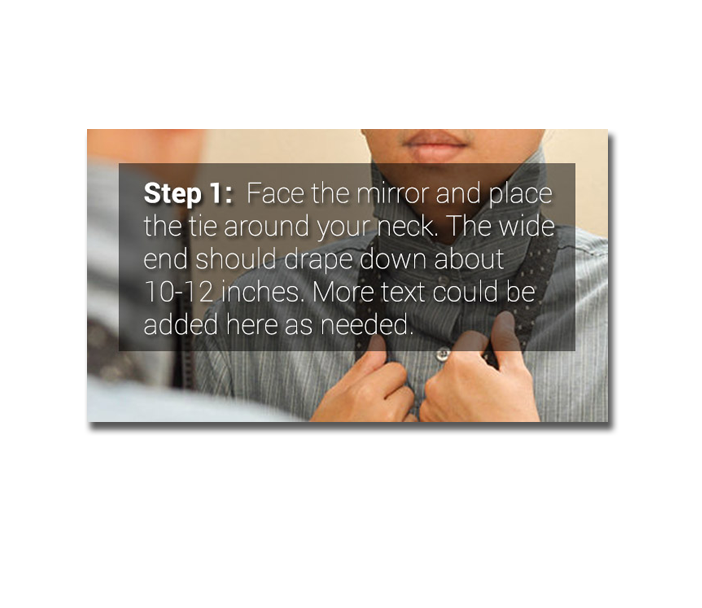 Step 1: Face the mirror and place
the tie around your neck. The wide
end should drape down about
10-12 inches. More text could be
added here as needed.